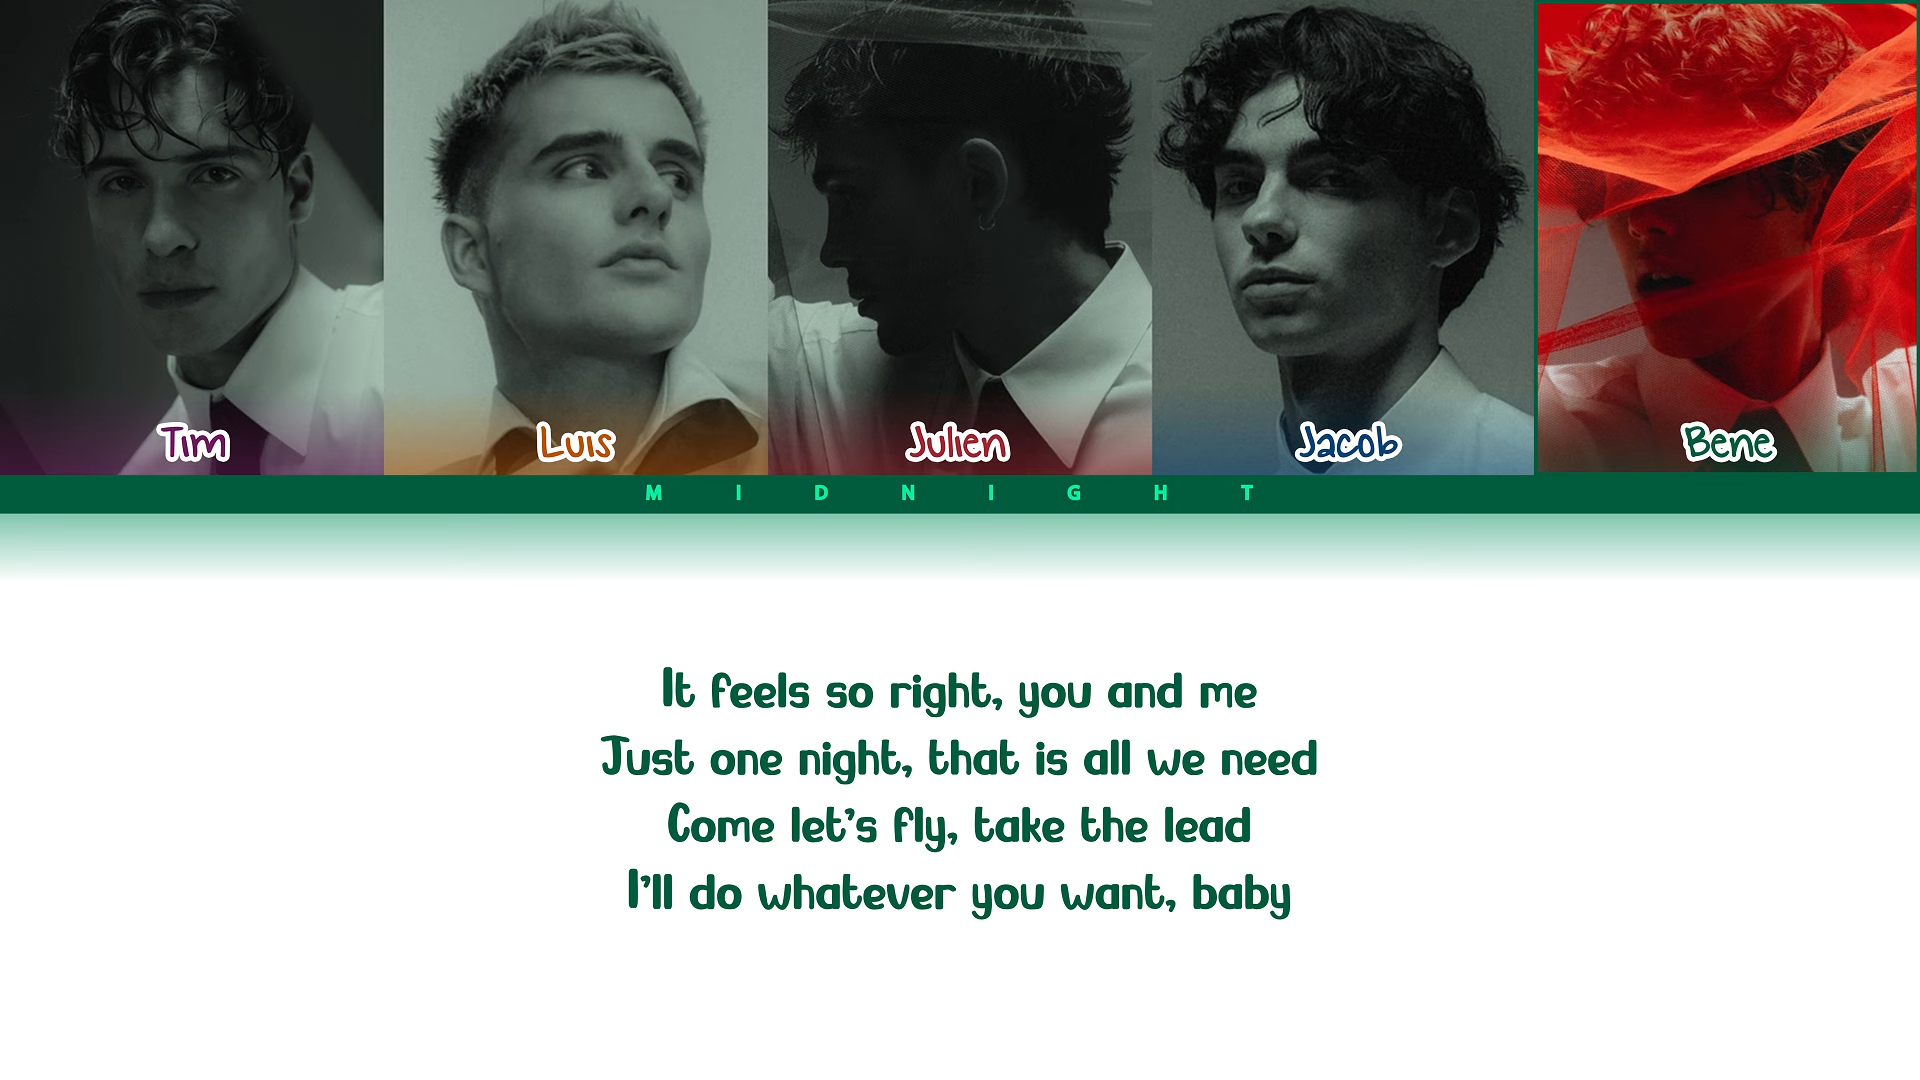 Tim
Luis
Julien
Jacob
Bene
MIDNIGHT
It feels so right, you and me
Just one night, that is all we need
Come let's fly, take the lead
I'll do whatever you want, baby